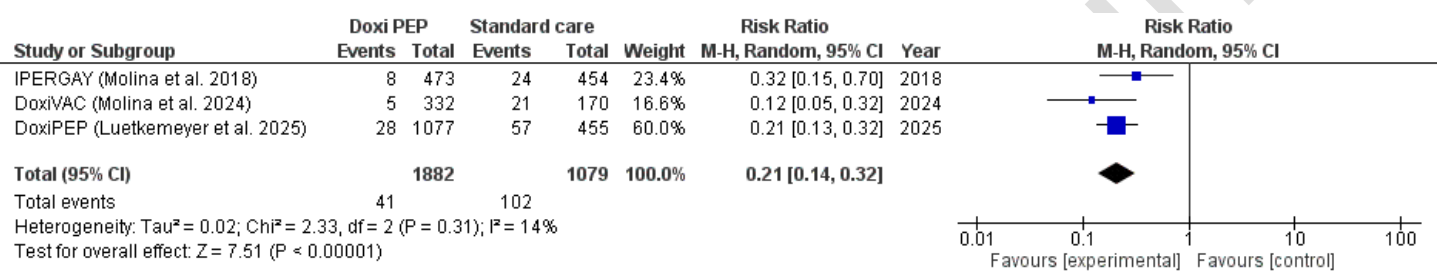 Doxi PEP Standard care Risk Ratio Risk Ratio
Study or Subgroup Events Total Events Total Weight M-H, Random, 95% CI Year M-H, Random, 95% CI
IPERGAY (Molina et al. 2018) 8 473 24 454 23.4% 0.32 [0.15, 0.70] 2018
DoxiVAC (Molina et al. 2024) 5 332 21 170 16.6% 0.12 [0.05, 0.32] 2024
DoxiPEP (Luetkemeyer et al. 2025) 28 1077 57 455 60.0% 0.21 [0.13, 0.32] 2025
Total (95% CI) 1882 1079 100.0% 0.21 [0.14, 0.32]
Total events 41 102
Heterogeneity: Tau² = 0.02; Chi² = 2.33, df = 2 (P = 0.31); I² = 14%
Test for overall effect: Z = 7.51 (P < 0.00001)
0.01 0.1 1 10 100
Favours [experimental] Favours [control]